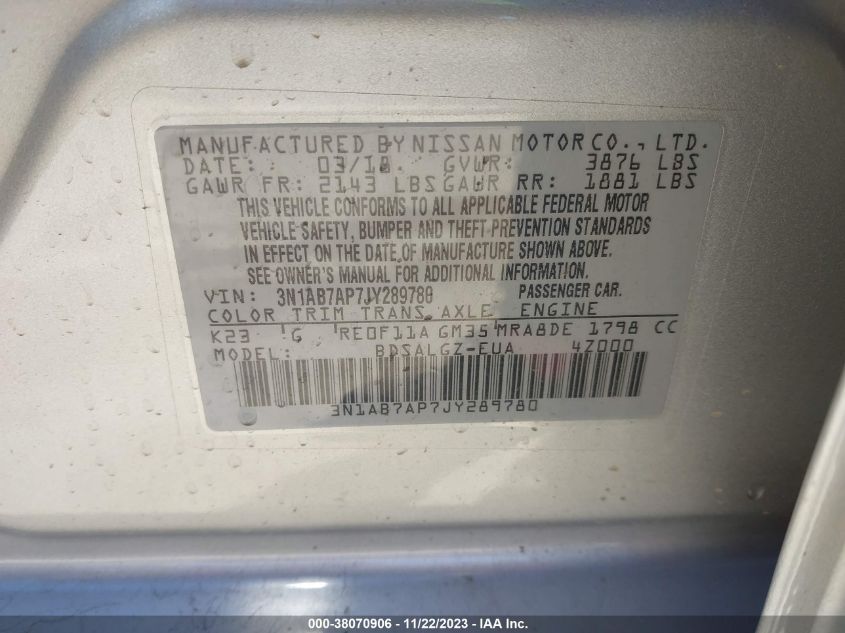 MANUFACTURED BY NISSAN MOTOR CO., LTD.
DATE: 03/18 GVWR: 3876 LBS
GAWR FR: 2143 LBS GAWR RR: 1881 LBS
THIS VEHICLE CONFORMS TO ALL APPLICABLE FEDERAL MOTOR
VEHICLE SAFETY, BUMPER AND THEFT PREVENTION STANDARDS
IN EFFECT ON THE DATE OF MANUFACTURE SHOWN ABOVE.
SEE OWNER'S MANUAL FOR ADDITIONAL INFORMATION.
VIN: 3N1AB7AP7JY289780 PASSENGER CAR.
COLOR TRIM TRANS AXLE ENGINE
K23 G RE0F11A GM35 MRA8DE 1798 CC
MODEL: BDSALGZ-EUA 4Z000
3N1AB7AP7JY289780
000-38070906 - 11/22/2023 - IAAI.com